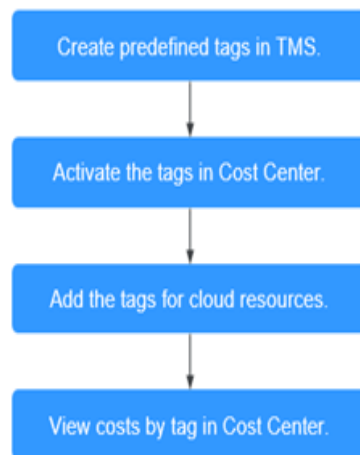 Create predefined tags in TMS.
Activate the tags in Cost Center.
Add the tags for cloud resources.
View costs by tag in Cost Center.